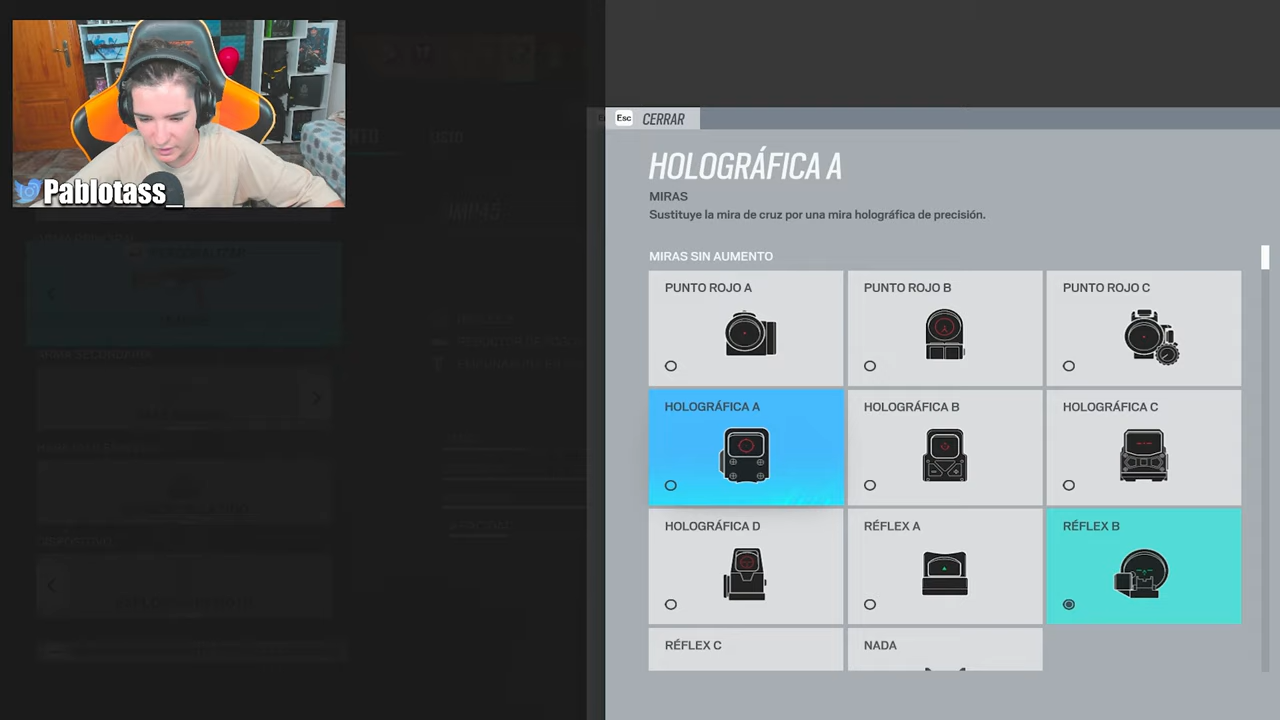 Pablotass_
Esc CERRAR
HOLOGRÁFICA A
MIRAS
Sustituye la mira de cruz por una mira holográfica de precisión.
MIRAS SIN AUMENTO
PUNTO ROJO A
PUNTO ROJO B
PUNTO ROJO C
HOLOGRÁFICA A
HOLOGRÁFICA B
HOLOGRÁFICA C
HOLOGRÁFICA D
RÉFLEX A
RÉFLEX B
RÉFLEX C
NADA